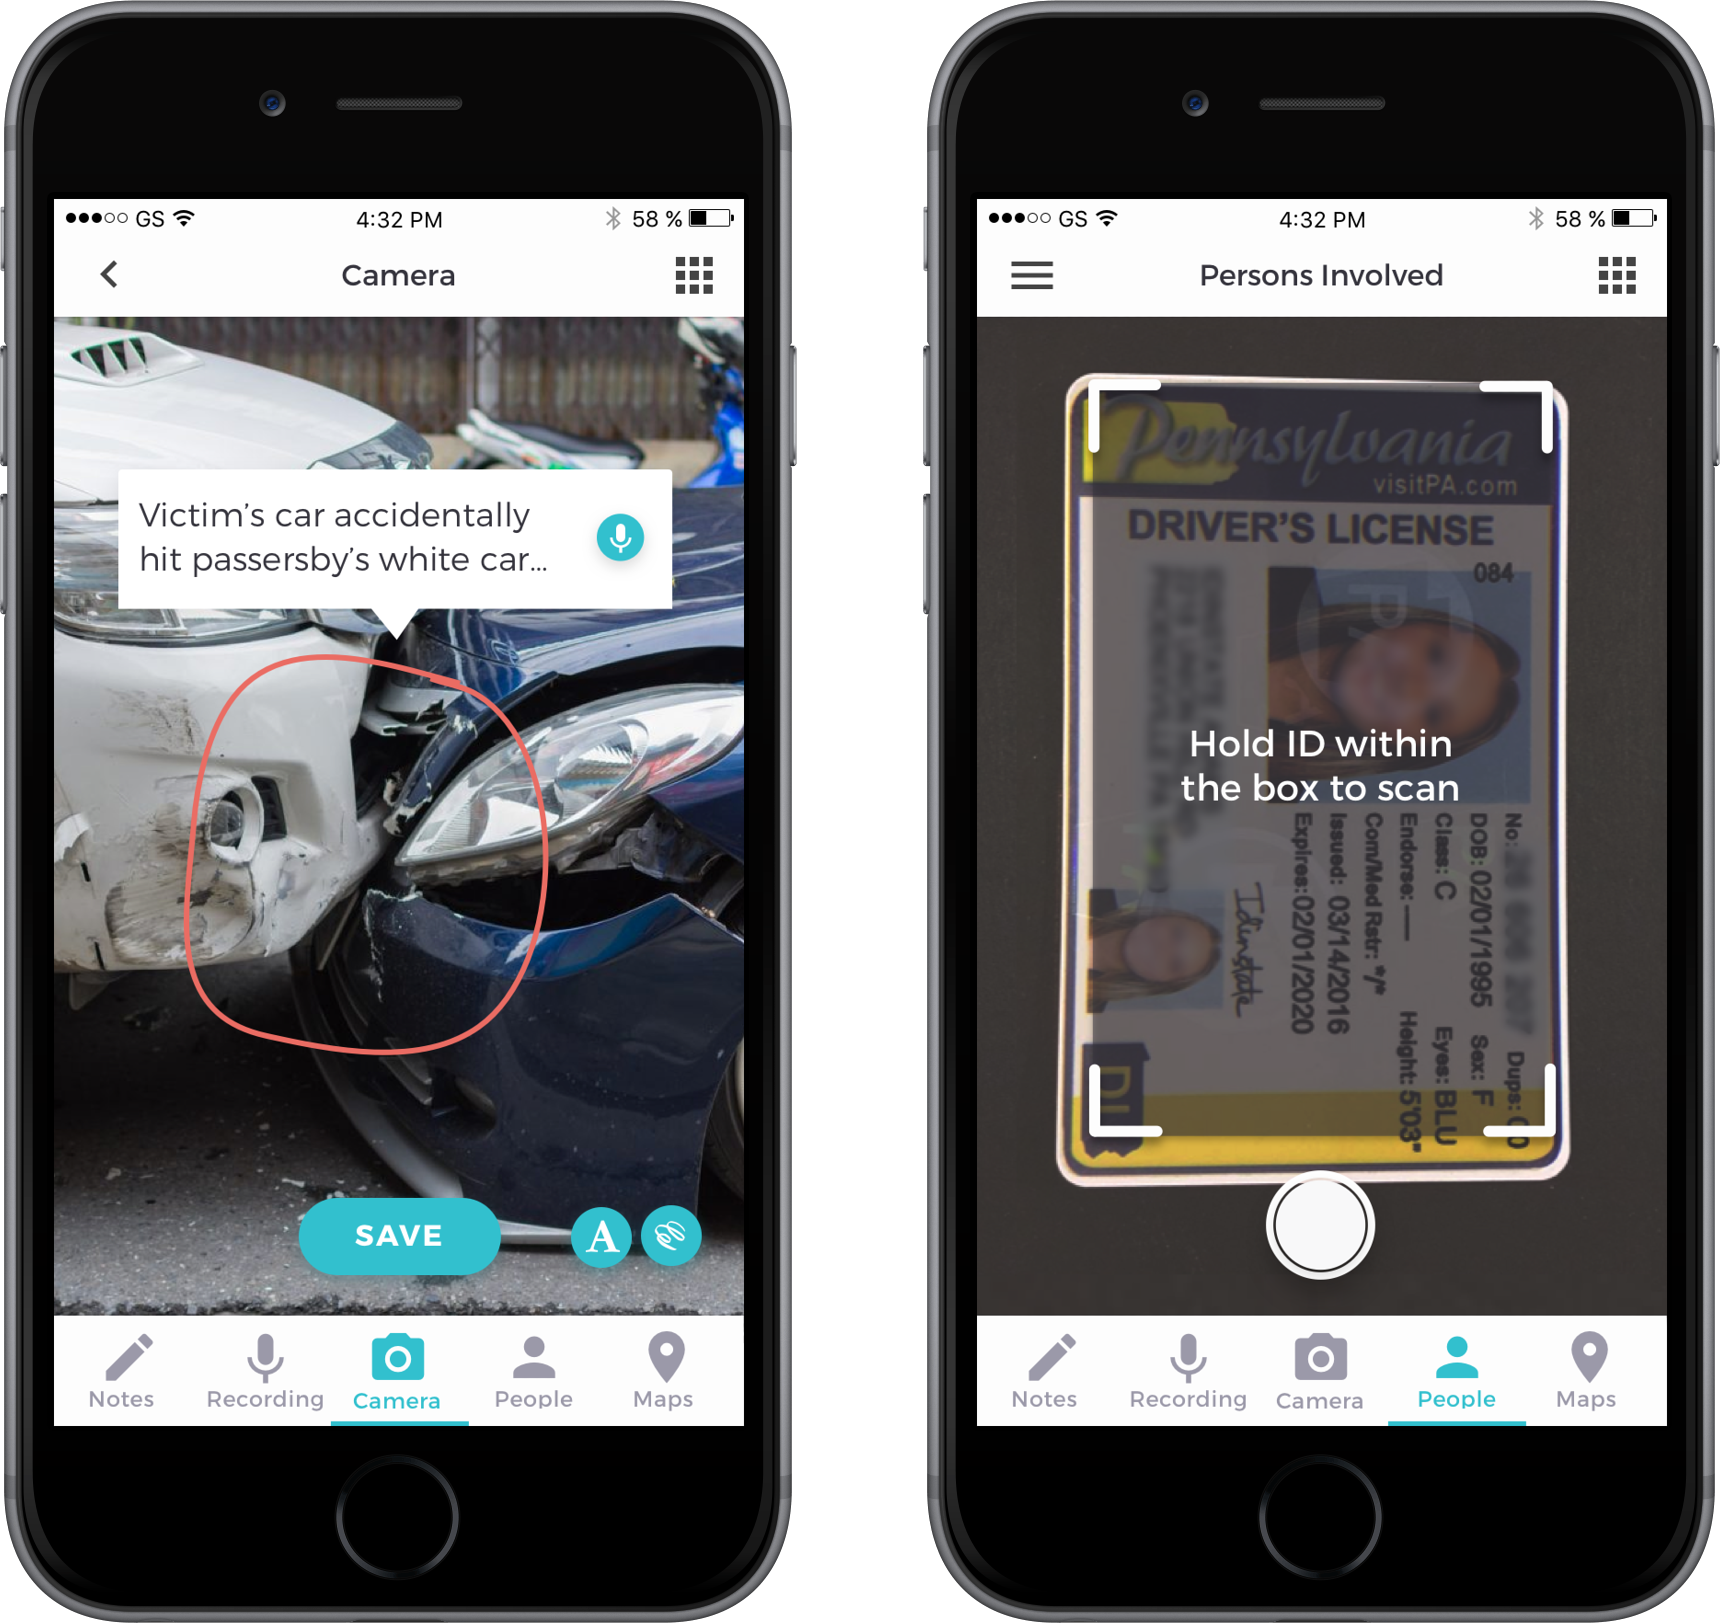 GS
4:32 PM
58 %
Camera
Victim's car accidentally
hit passersby's white car...
SAVE
A
Notes
Recording
Camera
People
Maps
GS
4:32 PM
58 %
Persons Involved
Pennsylvania
visitPA.com
DRIVER'S LICENSE
084
Hold ID within
the box to scan
No: Dups: 00
DOB: 02/01/1995 Sex: F
Class: C Eyes: BLU
Endorse: — Height: 5'03"
Com/Med Rstr: */*
Issued: 03/14/2016
Expires: 02/01/2020
Notes
Recording
Camera
People
Maps